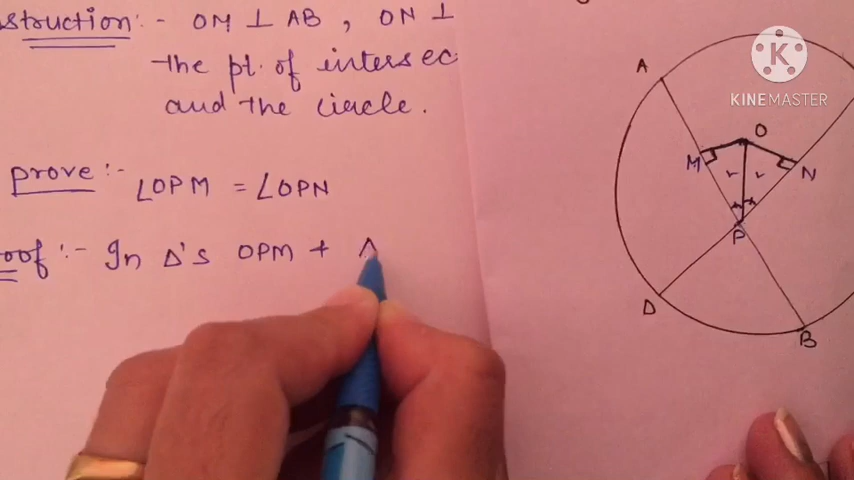 struction :- OM ⊥ AB , ON ⊥
the pt. of intersec
and the circle .
prove :- ∠OPM = ∠OPN
oof :- In Δ's OPM + Δ
K
KINEMASTER
A
O
M
N
r r
P
D
B